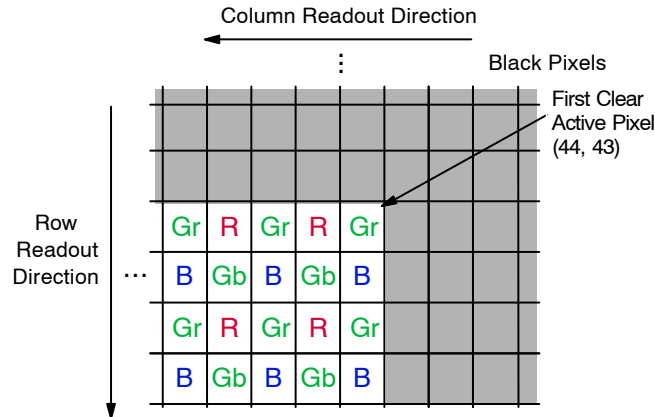 Column Readout Direction
⋮
Black Pixels
First Clear
Active Pixel
(44, 43)
Row
Readout
Direction
...
Gr R Gr R Gr
B Gb B Gb B
Gr R Gr R Gr
B Gb B Gb B